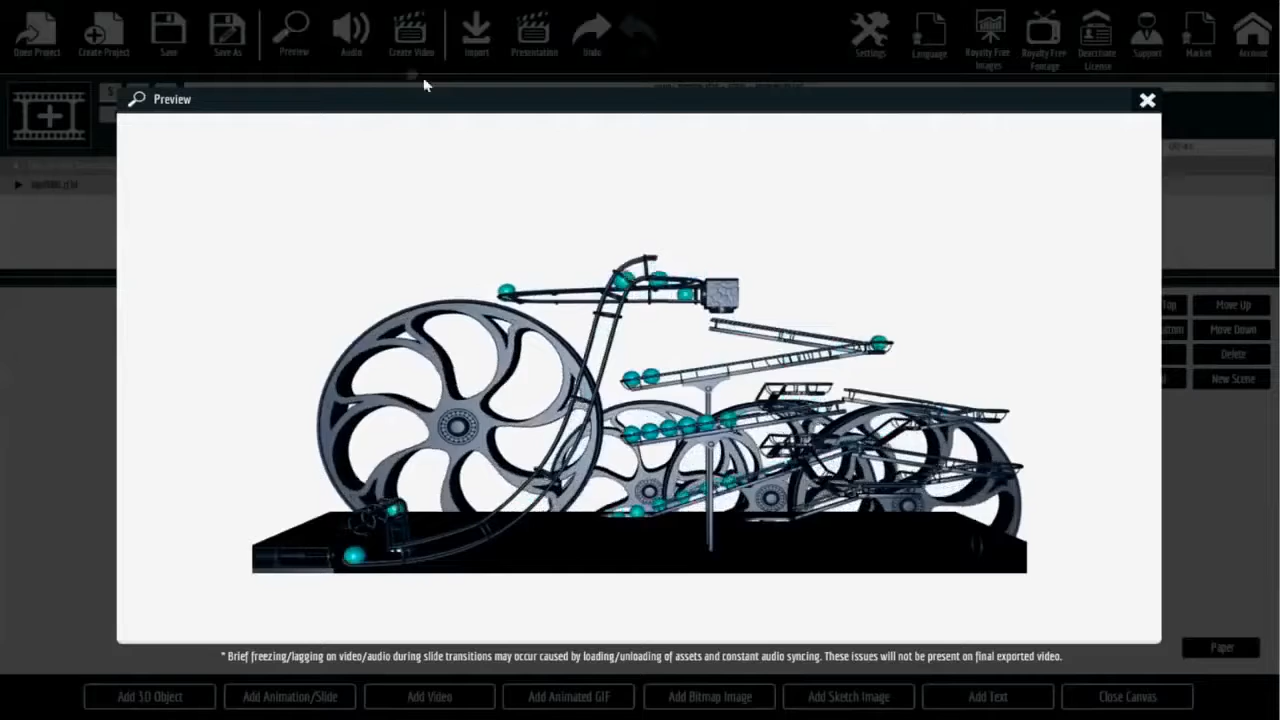 Open Project
Create Project
Save
Save As
Preview
Audio
Create Video
Import
Presentation
Undo
Settings
Language
Royalty Free
Images
Royalty Free
Footage
Deactivate
License
Support
Market
Account
Preview
Move Up
Move Down
Delete
New Scene
Paper
* Brief freezing/lagging on video/audio during slide transitions may occur caused by loading/unloading of assets and constant audio syncing. These issues will not be present on final exported video.
Add 3D Object
Add Animation/Slide
Add Video
Add Animated GIF
Add Bitmap Image
Add Sketch Image
Add Text
Close Canvas